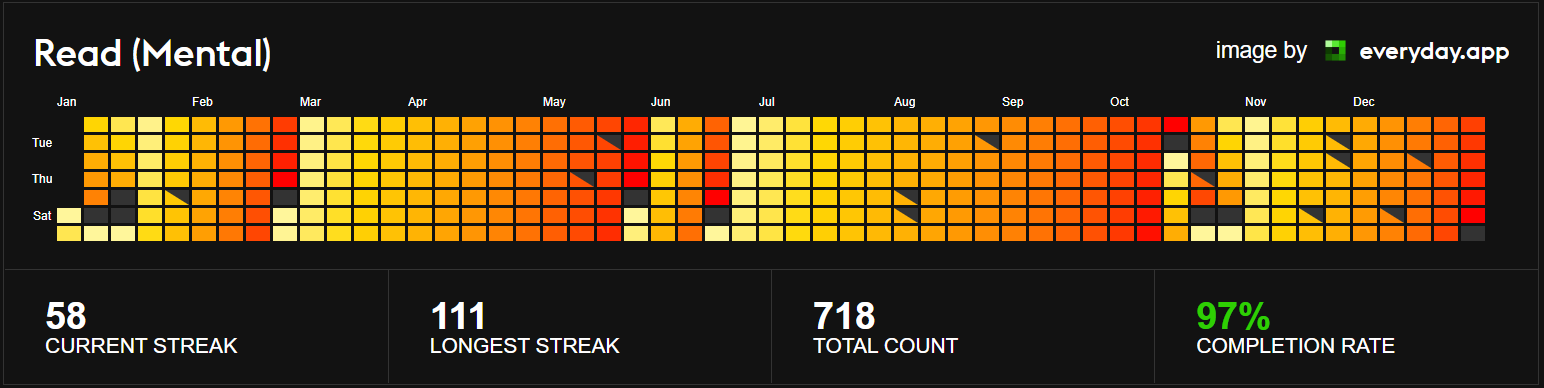 Read (Mental)
image by everyday.app
Jan Feb Mar Apr May Jun Jul Aug Sep Oct Nov Dec
Tue
Thu
Sat
58 111 718 97%
CURRENT STREAK LONGEST STREAK TOTAL COUNT COMPLETION RATE